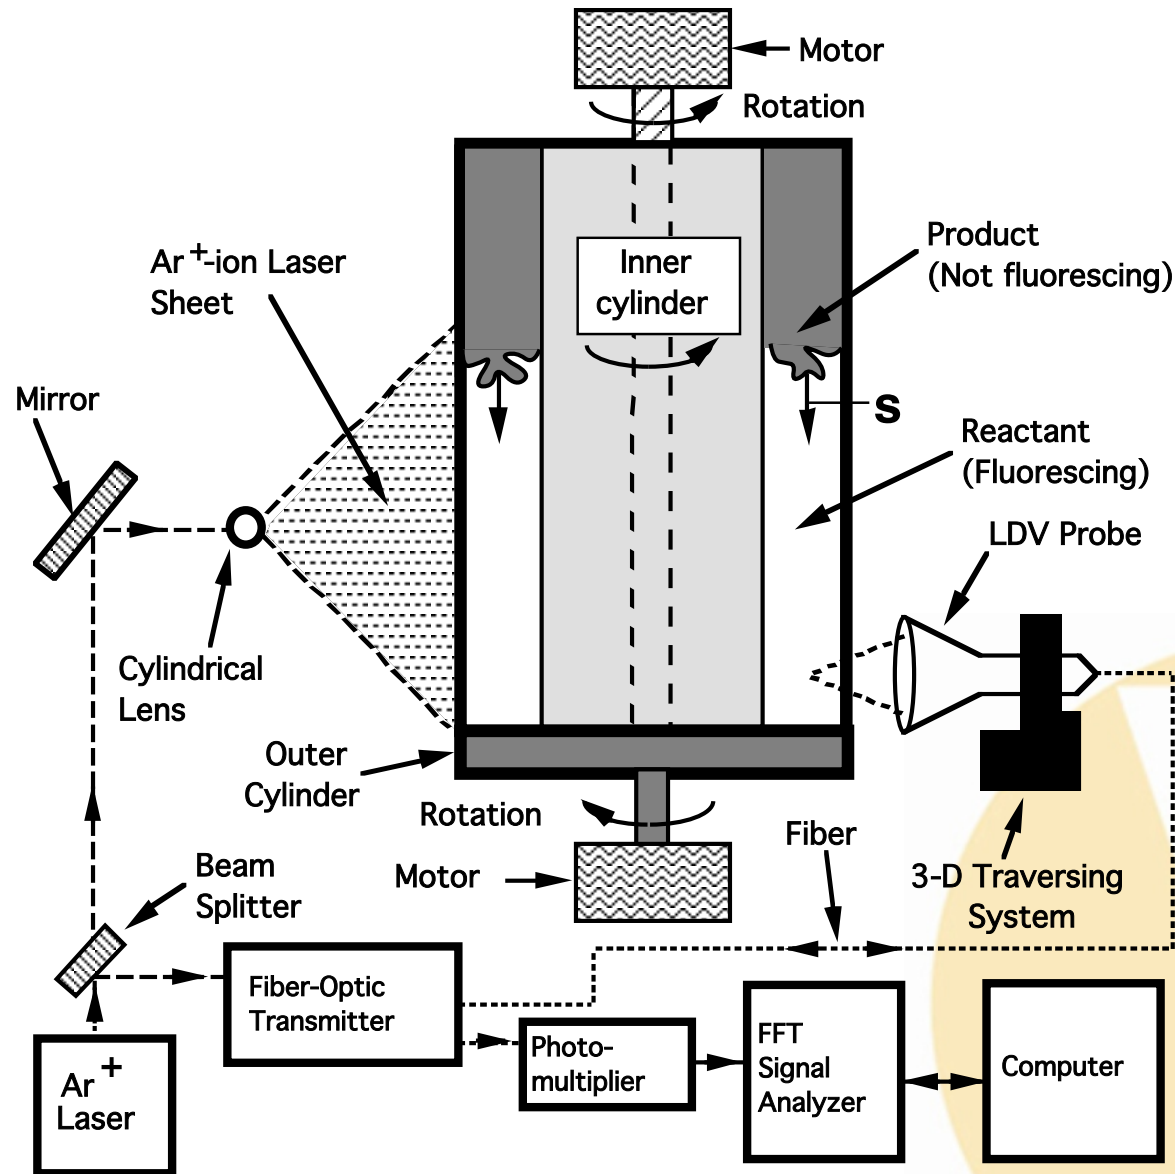 Motor
Rotation
Product
(Not fluorescing)
Ar+-ion Laser
Sheet
Inner
cylinder
Mirror
S
Reactant
(Fluorescing)
LDV Probe
Cylindrical
Lens
Outer
Cylinder
Rotation
Fiber
Motor
Beam
Splitter
3-D Traversing
System
Fiber-Optic
Transmitter
Photo-
multiplier
FFT
Signal
Analyzer
Computer
Ar+
Laser